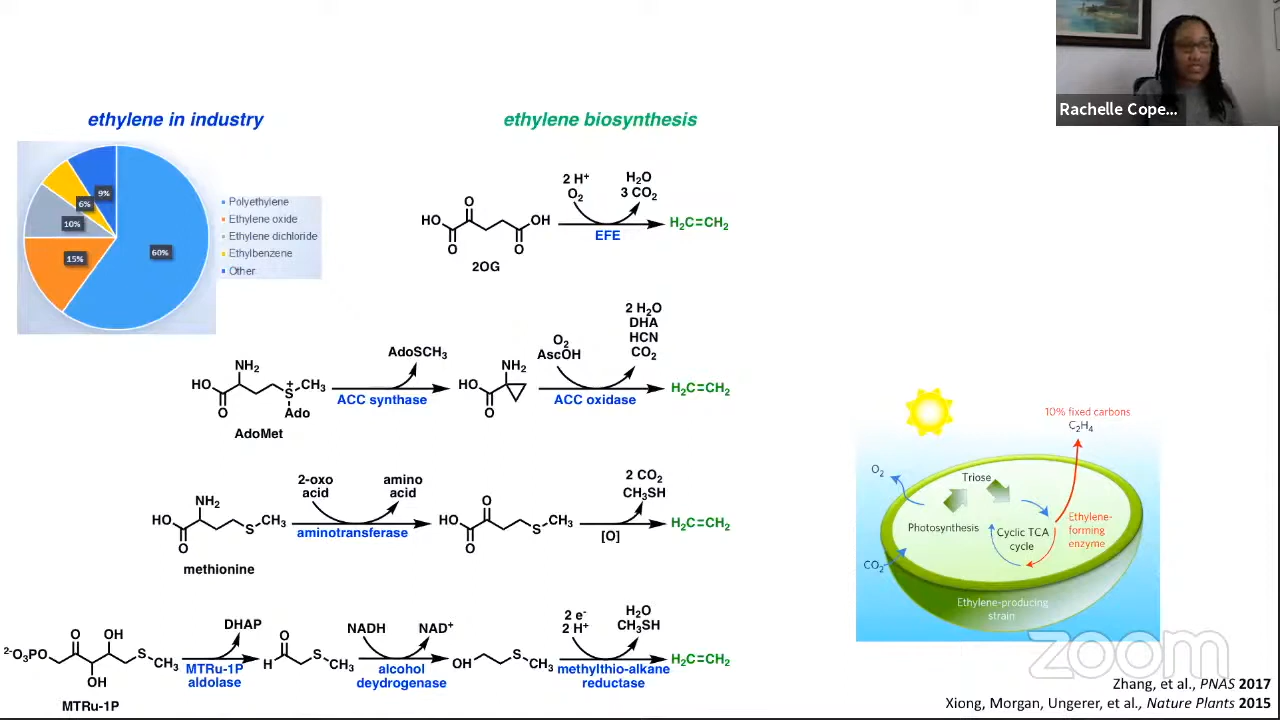 Rachelle Cope...
ethylene in industry
9%
6%
10%
15%
60%
Polyethylene
Ethylene oxide
Ethylene dichloride
Ethylbenzene
Other
ethylene biosynthesis
2 H⁺
O₂
H₂O
3 CO₂
HO
O
O
O
OH
EFE
H₂C=CH₂
2OG
NH₂
HO
O
S⁺
CH₃
Ado
AdoMet
AdoSCH₃
ACC synthase
NH₂
HO
O
O₂
AscOH
2 H₂O
DHA
HCN
CO₂
ACC oxidase
H₂C=CH₂
NH₂
HO
O
S
CH₃
methionine
2-oxo
acid
amino
acid
aminotransferase
O
HO
O
S
CH₃
2 CO₂
CH₃SH
[O]
H₂C=CH₂
²⁻O₃PO
O
OH
OH
S
CH₃
MTRu-1P
DHAP
MTRu-1P
aldolase
O
H
S
CH₃
NADH
NAD⁺
alcohol
deydrogenase
OH
S
CH₃
2 e⁻
2 H⁺
H₂O
CH₃SH
methylthio-alkane
reductase
H₂C=CH₂
10% fixed carbons
C₂H₄
O₂
Triose
Photosynthesis
Cyclic TCA
cycle
Ethylene-
forming
enzyme
CO₂
Ethylene-producing
strain
zoom
Zhang, et al., PNAS 2017
Xiong, Morgan, Ungerer, et al., Nature Plants 2015